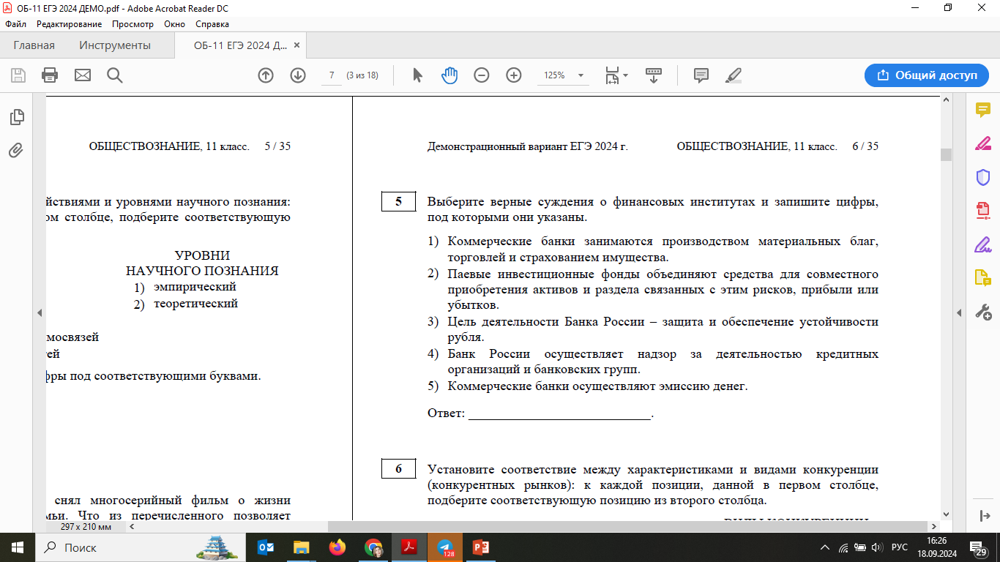 ОБ-11 ЕГЭ 2024 ДЕМО.pdf - Adobe Acrobat Reader DC
Файл Редактирование Просмотр Окно Справка
Главная Инструменты ОБ-11 ЕГЭ 2024 Д... ×
7 (3 из 18) 125% Общий доступ
ОБЩЕСТВОЗНАНИЕ, 11 класс. 5 / 35
йствиями и уровнями научного познания:
ом столбце, подберите соответствующую
УРОВНИ
НАУЧНОГО ПОЗНАНИЯ
1) эмпирический
2) теоретический
мосвязей
тей
фры под соответствующими буквами.
снял многосерийный фильм о жизни
мьи. Что из перечисленного позволяет
Демонстрационный вариант ЕГЭ 2024 г. ОБЩЕСТВОЗНАНИЕ, 11 класс. 6 / 35
5 Выберите верные суждения о финансовых институтах и запишите цифры,
под которыми они указаны.
1) Коммерческие банки занимаются производством материальных благ,
торговлей и страхованием имущества.
2) Паевые инвестиционные фонды объединяют средства для совместного
приобретения активов и раздела связанных с этим рисков, прибыли или
убытков.
3) Цель деятельности Банка России – защита и обеспечение устойчивости
рубля.
4) Банк России осуществляет надзор за деятельностью кредитных
организаций и банковских групп.
5) Коммерческие банки осуществляют эмиссию денег.
Ответ: ____________________________.
6 Установите соответствие между характеристиками и видами конкуренции
(конкурентных рынков): к каждой позиции, данной в первом столбце,
подберите соответствующую позицию из второго столбца.
297 x 210 мм
Поиск 128 РУС 16:26
18.09.2024 29